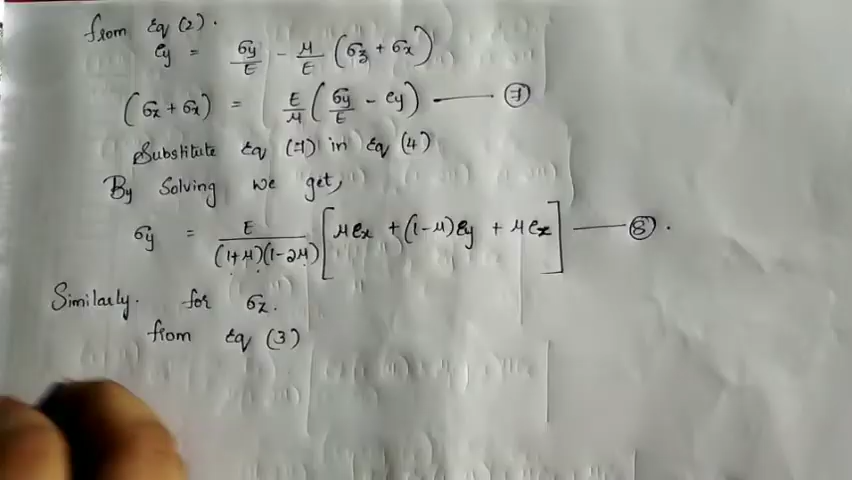 from Eq (2).
ey = σy/E - μ/E (σz + σx)
(σz + σx) = E/μ (σy/E - ey) —— ⑦
Substitute Eq (7) in Eq (4)
By Solving we get,
σy = E/((1+μ)(1-2μ)) [μex + (1-μ)ey + μez] —— ⑧.
Similarly. for σz.
from Eq (3)